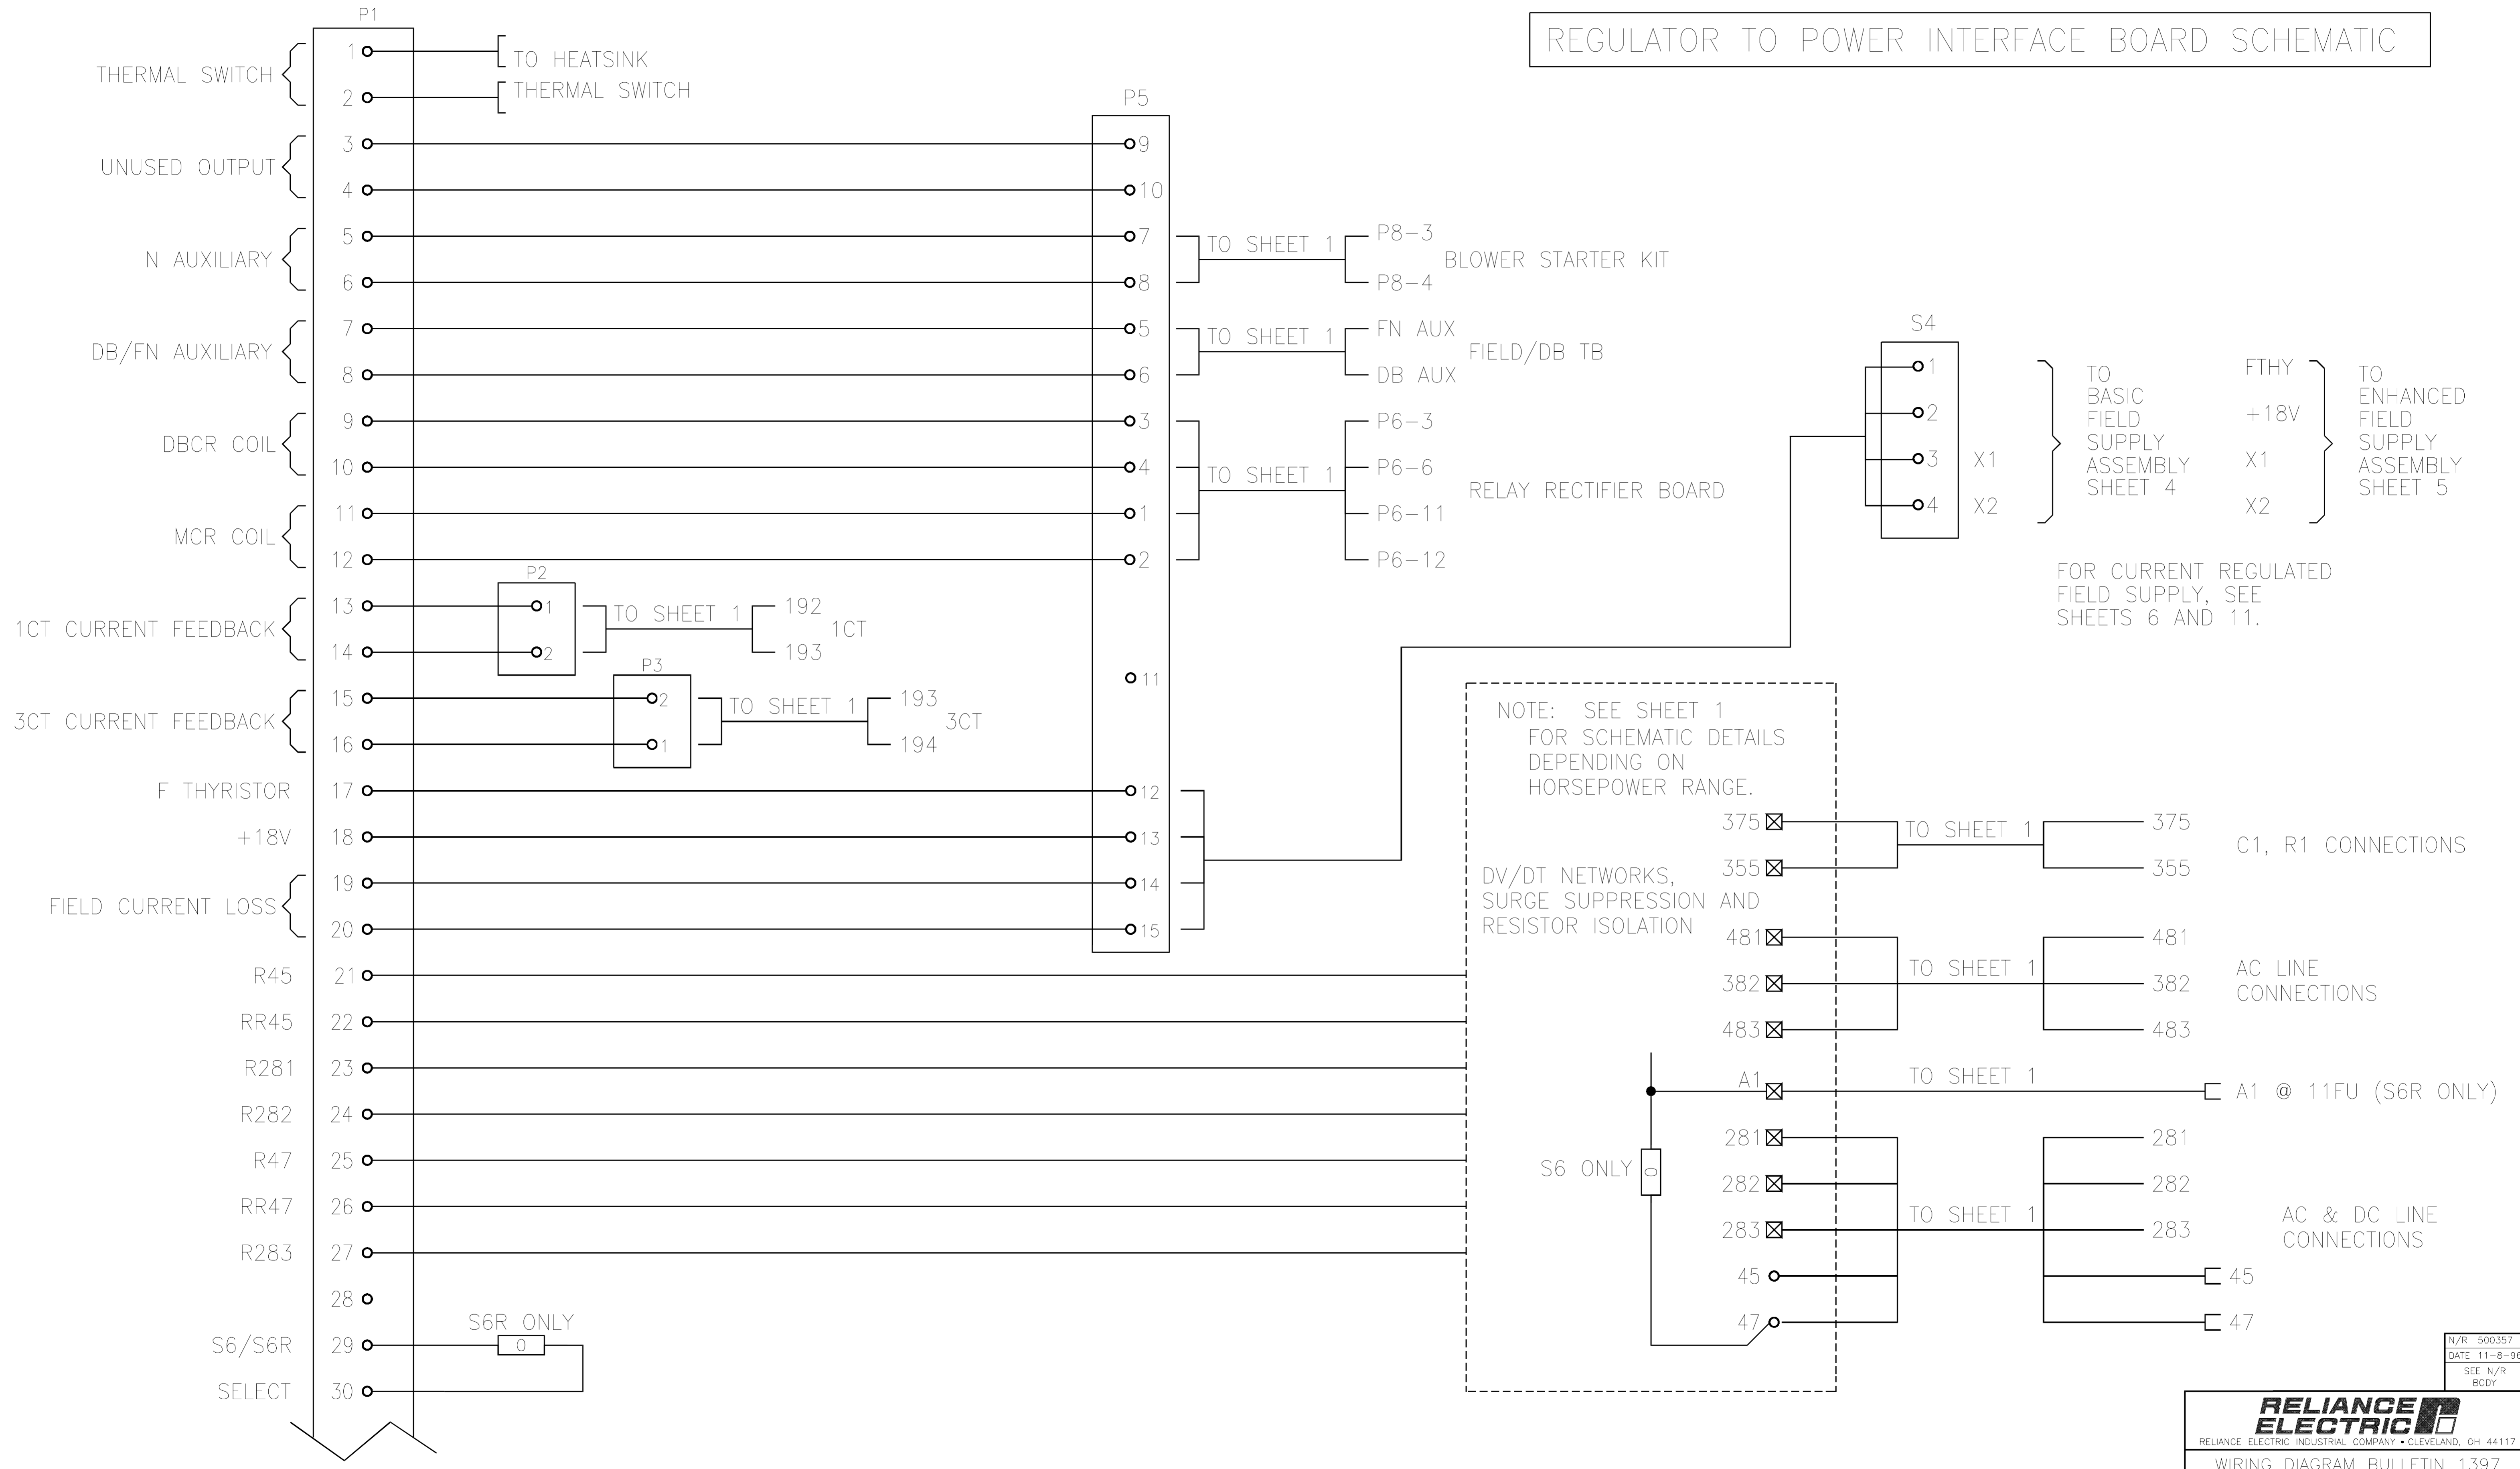 REGULATOR TO POWER INTERFACE BOARD SCHEMATIC
P1
THERMAL SWITCH
1
2
TO HEATSINK
THERMAL SWITCH
UNUSED OUTPUT
3
4
N AUXILIARY
5
6
DB/FN AUXILIARY
7
8
DBCR COIL
9
10
MCR COIL
11
12
1CT CURRENT FEEDBACK
13
14
3CT CURRENT FEEDBACK
15
16
F THYRISTOR 17
+18V 18
FIELD CURRENT LOSS
19
20
R45 21
RR45 22
R281 23
R282 24
R47 25
RR47 26
R283 27
28
S6/S6R 29
SELECT 30
S6R ONLY
0
P2
1
2
TO SHEET 1
192
193
1CT
P3
2
1
TO SHEET 1
193
194
3CT
P5
9
10
7
8
5
6
3
4
1
2
11
12
13
14
15
TO SHEET 1
P8-3
P8-4
BLOWER STARTER KIT
TO SHEET 1
FN AUX
DB AUX
FIELD/DB TB
TO SHEET 1
P6-3
P6-6
P6-11
P6-12
RELAY RECTIFIER BOARD
S4
1
2
3 X1
4 X2
TO
BASIC
FIELD
SUPPLY
ASSEMBLY
SHEET 4
FTHY
+18V
X1
X2
TO
ENHANCED
FIELD
SUPPLY
ASSEMBLY
SHEET 5
FOR CURRENT REGULATED
FIELD SUPPLY, SEE
SHEETS 6 AND 11.
NOTE: SEE SHEET 1
FOR SCHEMATIC DETAILS
DEPENDING ON
HORSEPOWER RANGE.
DV/DT NETWORKS,
SURGE SUPPRESSION AND
RESISTOR ISOLATION
375
355
481
382
483
A1
281
282
283
45
47
S6 ONLY
0
TO SHEET 1
375
355
C1, R1 CONNECTIONS
TO SHEET 1
481
382
483
AC LINE
CONNECTIONS
TO SHEET 1
A1 @ 11FU (S6R ONLY)
TO SHEET 1
281
282
283
45
47
AC & DC LINE
CONNECTIONS
N/R 500357
DATE 11-8-96
SEE N/R
BODY
RELIANCE
ELECTRIC
RELIANCE ELECTRIC INDUSTRIAL COMPANY • CLEVELAND, OH 44117
WIRING DIAGRAM BULLETIN 1397